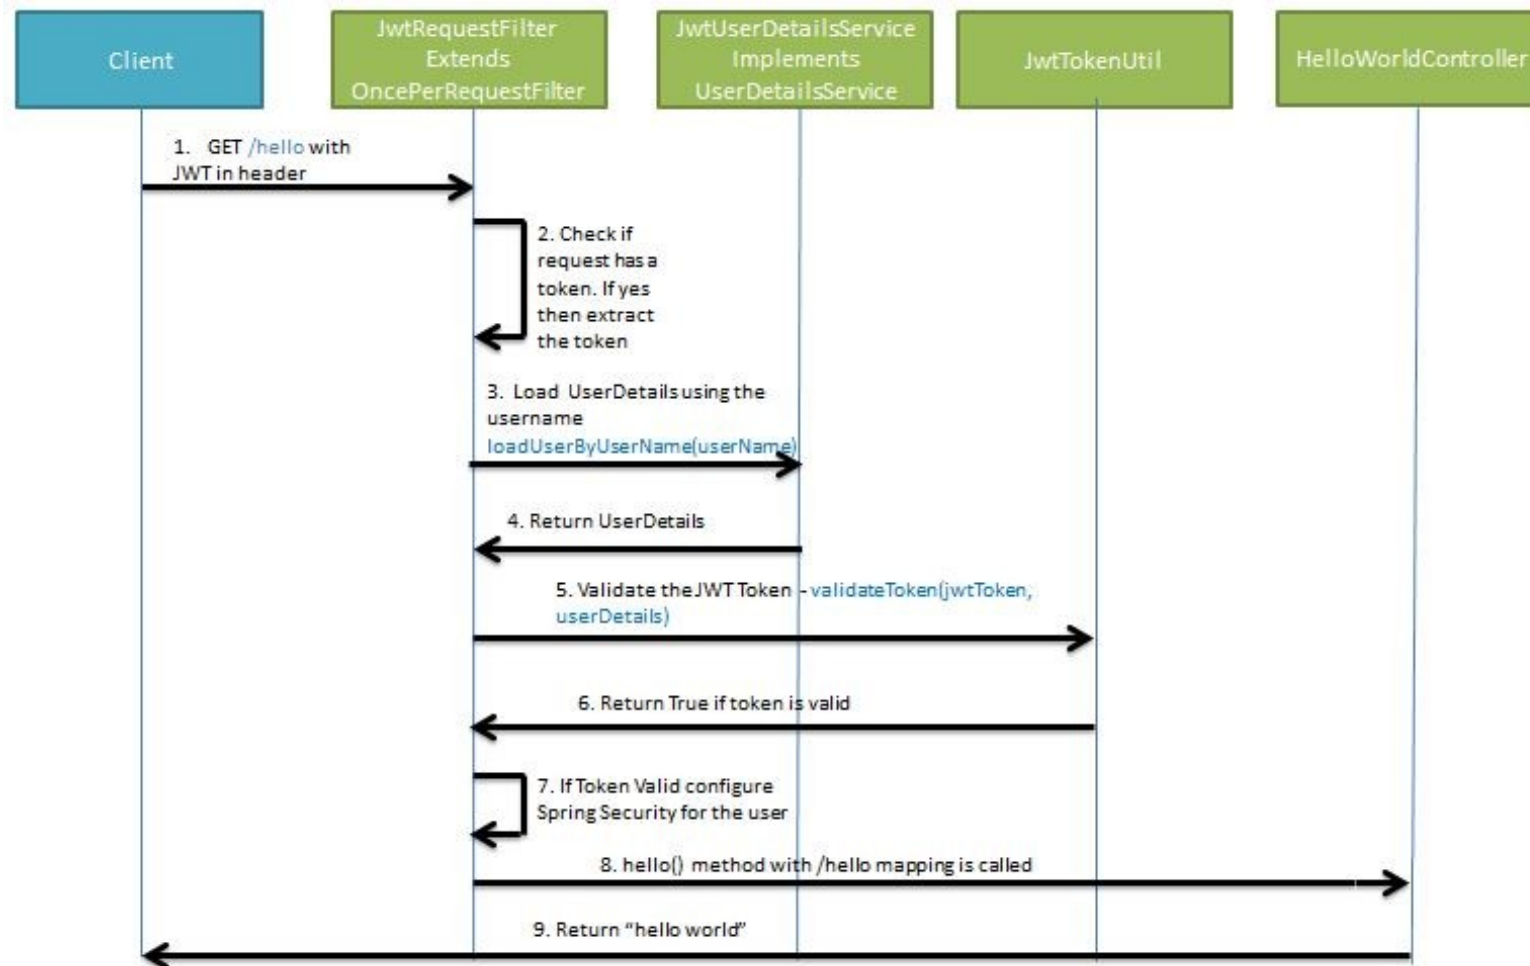 Client
JwtRequestFilter
Extends
OncePerRequestFilter
JwtUserDetailsService
Implements
UserDetailsService
JwtTokenUtil
HelloWorldController
1. GET /hello with
JWT in header
2. Check if
request has a
token. If yes
then extract
the token
3. Load UserDetails using the
username
loadUserByUserName(userName)
4. Return UserDetails
5. Validate the JWT Token - validateToken(jwtToken,
userDetails)
6. Return True if token is valid
7. If Token Valid configure
Spring Security for the user
8. hello() method with /hello mapping is called
9. Return “hello world”